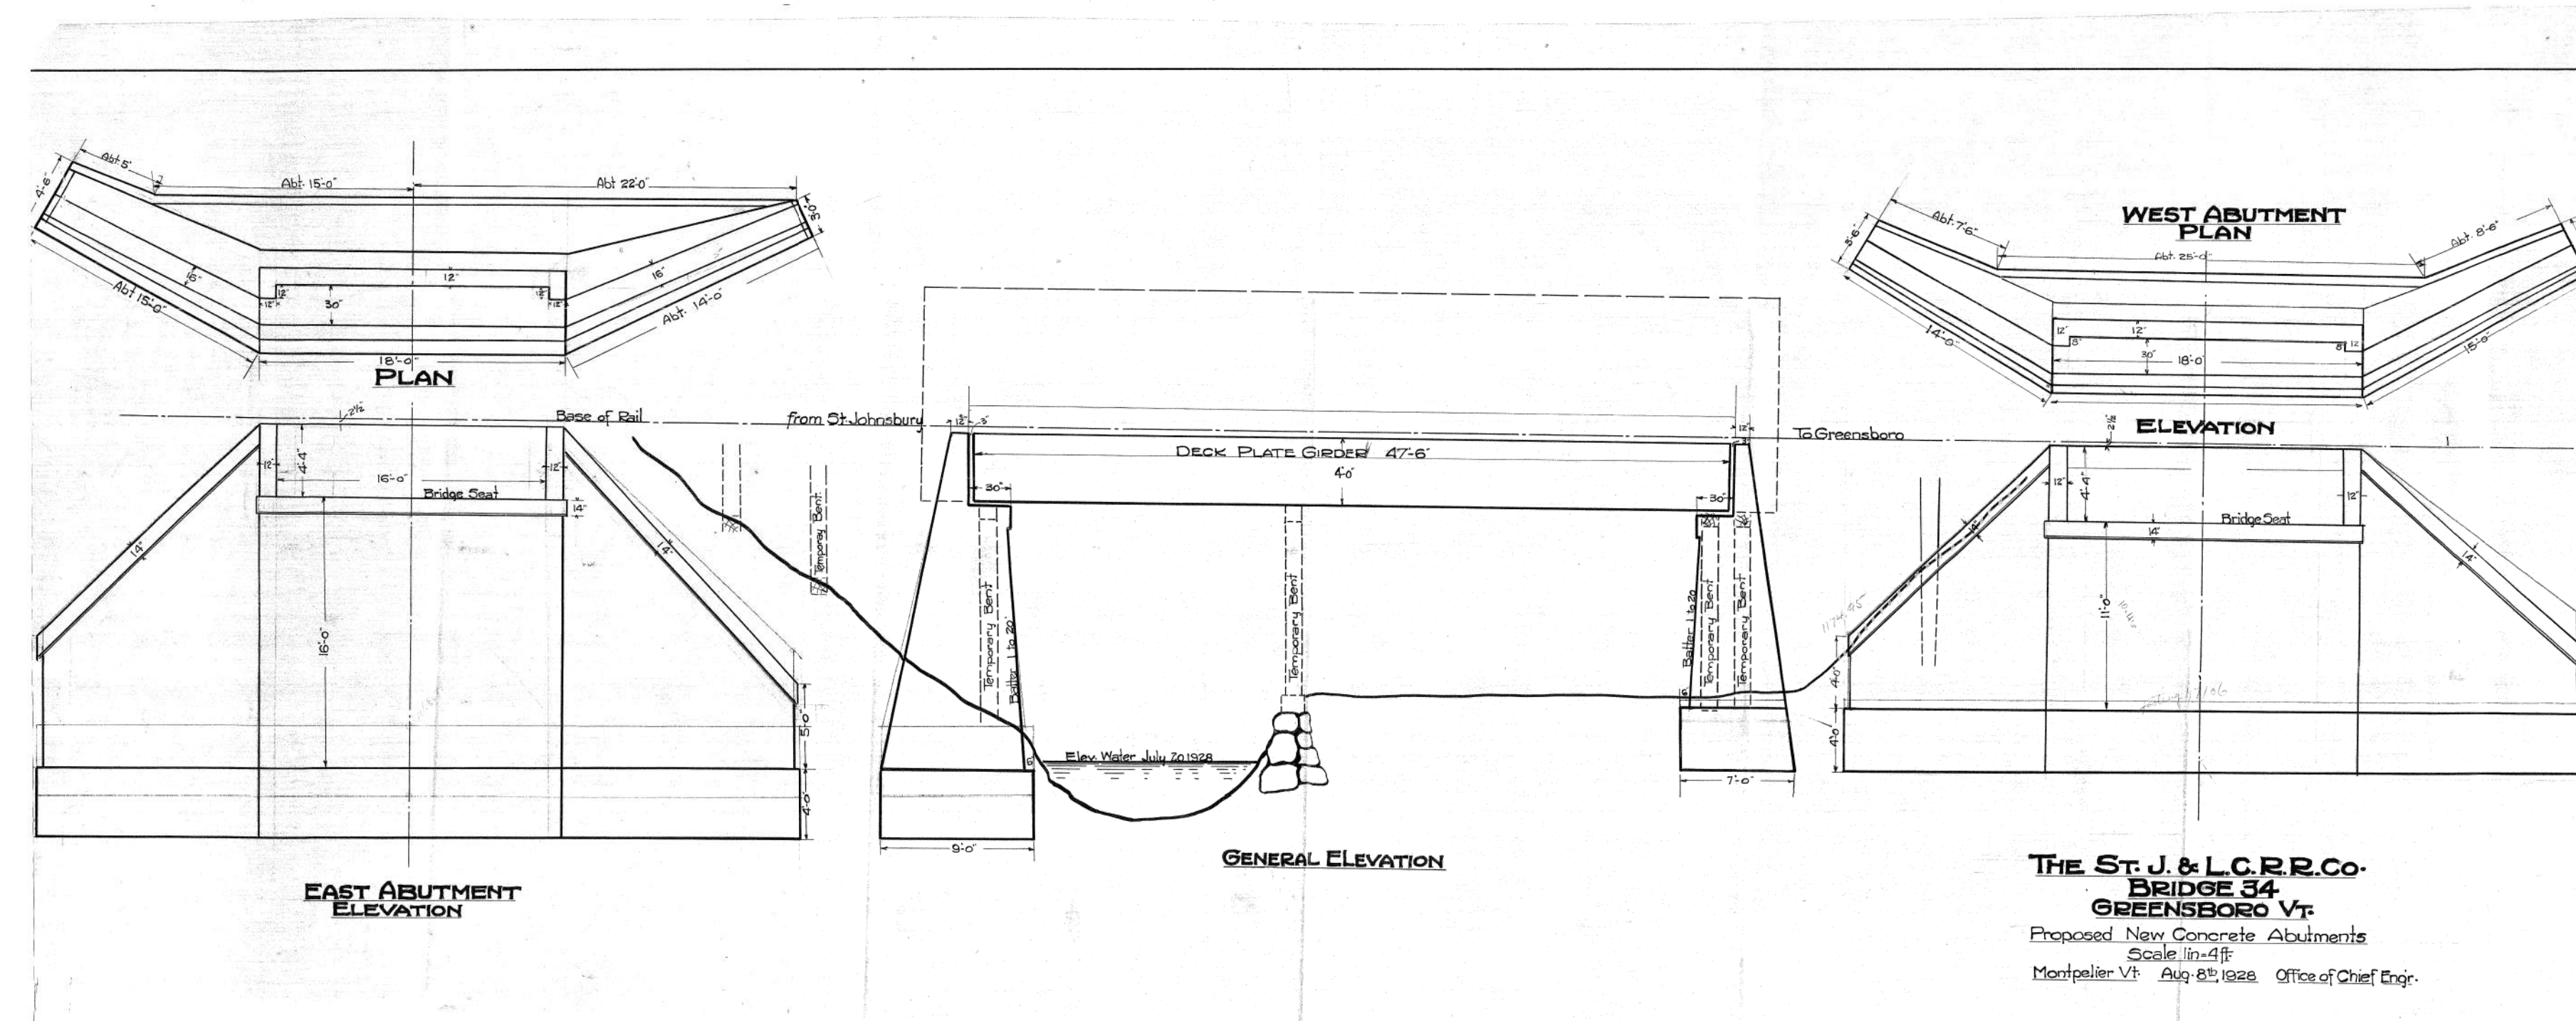 Abt. 5'
4'-6"
Abt. 15'-0"
Abt 22'-0"
3'-0"
16"
12"
16"
12"
12"
12"
30"
Abt 15'-0"
Abt. 14'-0"
18'-0"
PLAN
2½"
Base of Rail
from St. Johnsbury
12"
4'-4"
12"
16'-0"
Bridge Seat
14"
14"
14"
16'-0"
5'-0"
4'-0"
EAST ABUTMENT
ELEVATION
Temporay Bent.
12"
3"
12"
To Greensboro
DECK PLATE GIRDER 47'-6"
4'-0"
30"
30"
Temporary Bent
Batter 1 to 20
Temporary Bent
Batter 1 to 20
Temporary Bent
Temporary Bent
6"
6"
Elev. Water July 20 1928
9'-0"
7'-0"
GENERAL ELEVATION
WEST ABUTMENT
PLAN
3'-6"
Abt. 7'-6"
Abt. 25'-0"
Abt. 8'-6"
12"
12"
8"
8"
12
30"
18'-0"
14'-0"
15'-0"
ELEVATION
2½"
12"
4'-4"
12"
Bridge Seat
14"
14"
11'-0"
4'-0"
4'-0"
THE ST. J. & L.C.R.R.CO.
BRIDGE 34
GREENSBORO VT.
Proposed New Concrete Abutments
Scale 1in=4ft
Montpelier Vt. Aug. 8th, 1928 Office of Chief Engr.